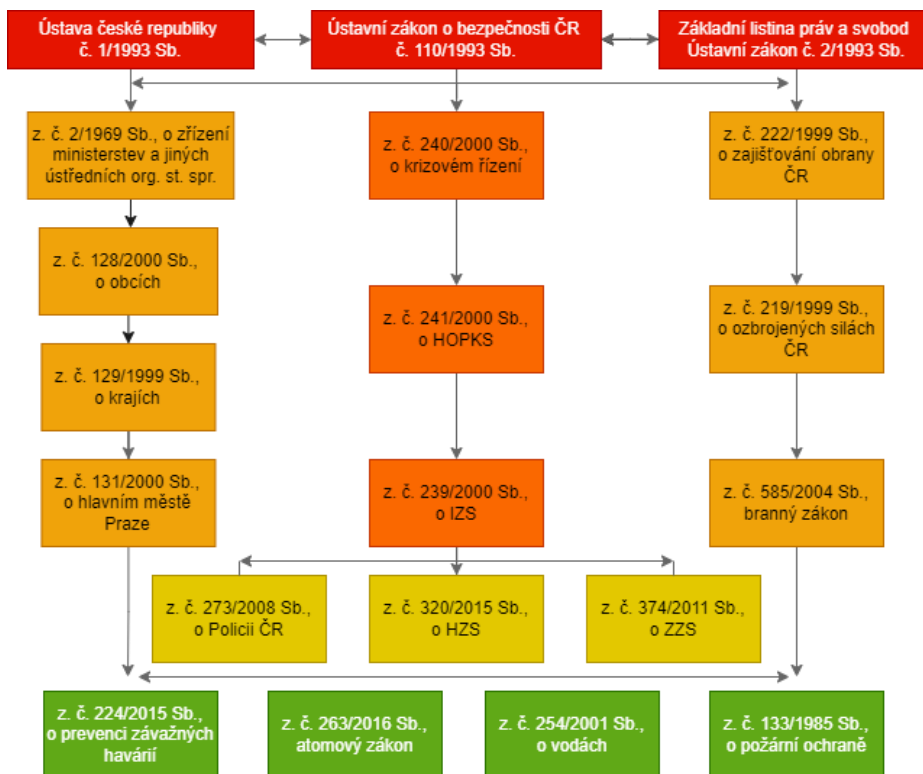 Ústava české republiky
č. 1/1993 Sb.
Ústavní zákon o bezpečnosti ČR
č. 110/1993 Sb.
Základní listina práv a svobod
Ústavní zákon č. 2/1993 Sb.
z. č. 2/1969 Sb., o zřízení
ministerstev a jiných
ústředních org. st. spr.
z. č. 240/2000 Sb.,
o krizovém řízení
z. č. 222/1999 Sb.,
o zajišťování obrany
ČR
z. č. 128/2000 Sb.,
o obcích
z. č. 241/2000 Sb.,
o HOPKS
z. č. 219/1999 Sb.,
o ozbrojených silách
ČR
z. č. 129/1999 Sb.,
o krajích
z. č. 131/2000 Sb.,
o hlavním městě
Praze
z. č. 239/2000 Sb.,
o IZS
z. č. 585/2004 Sb.,
branný zákon
z. č. 273/2008 Sb.,
o Policii ČR
z. č. 320/2015 Sb.,
o HZS
z. č. 374/2011 Sb.,
o ZZS
z. č. 224/2015 Sb.,
o prevenci závažných
havárií
z. č. 263/2016 Sb.,
atomový zákon
z. č. 254/2001 Sb.,
o vodách
z. č. 133/1985 Sb.,
o požární ochraně